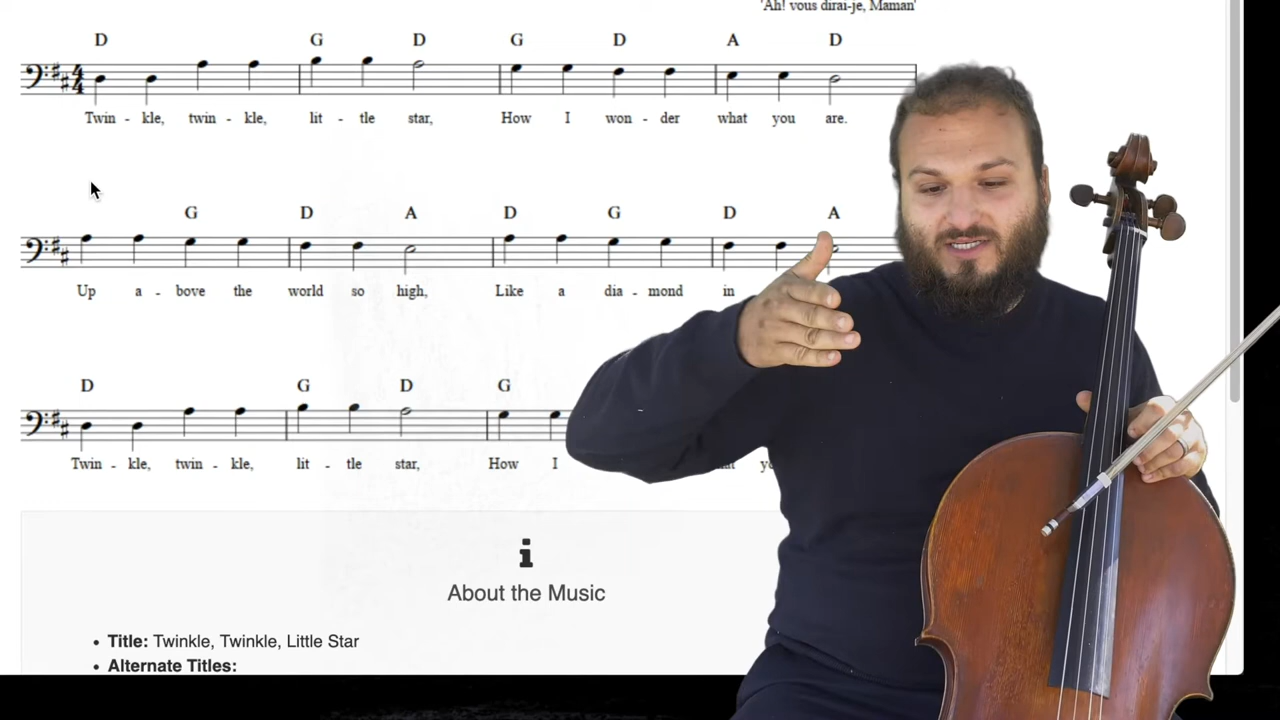 'Ah! vous dirai-je, Maman'
D G D G D A D
4
4
Twin - kle, twin - kle, lit - tle star, How I won - der what you are.
G D A D G D A
Up a - bove the world so high, Like a dia - mond in
D G D G
Twin - kle, twin - kle, lit - tle star, How I
i
About the Music
• Title: Twinkle, Twinkle, Little Star
• Alternate Titles: